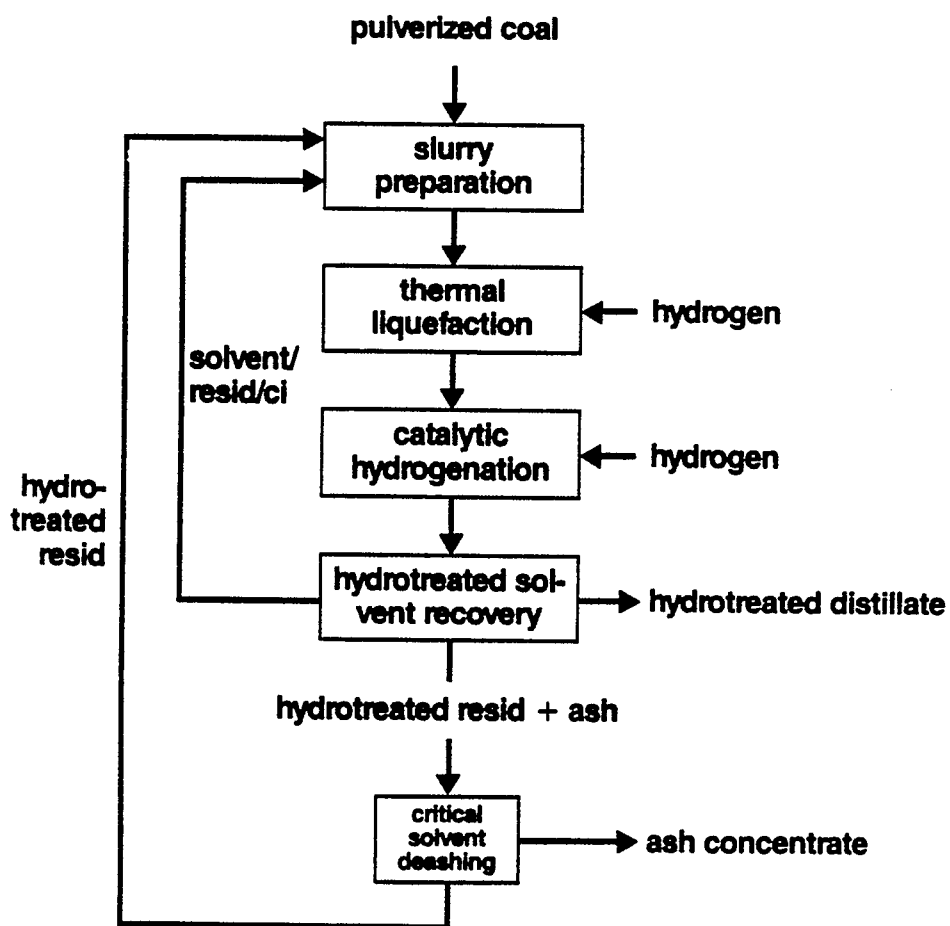 pulverized coal
slurry
preparation
thermal
liquefaction
hydrogen
solvent/
resid/ci
catalytic
hydrogenation
hydrogen
hydro-
treated
resid
hydrotreated sol-
vent recovery
hydrotreated distillate
hydrotreated resid + ash
critical
solvent
deashing
ash concentrate